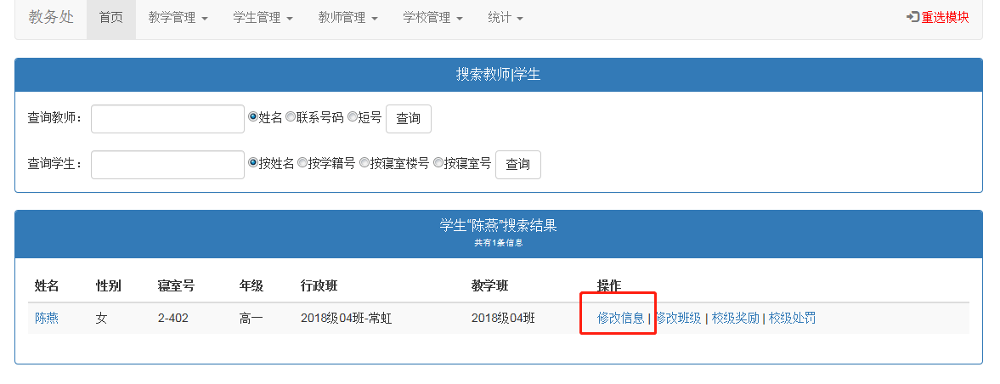 教务处 首页 教学管理 学生管理 教师管理 学校管理 统计 重选模块
搜索教师|学生
查询教师： 姓名 联系号码 短号 查询
查询学生： 按姓名 按学籍号 按寝室楼号 按寝室号 查询
学生“陈燕”搜索结果
共有1条信息
姓名 性别 寝室号 年级 行政班 教学班 操作
陈燕 女 2-402 高一 2018级04班-常虹 2018级04班 修改信息 | 修改班级 | 校级奖励 | 校级处罚